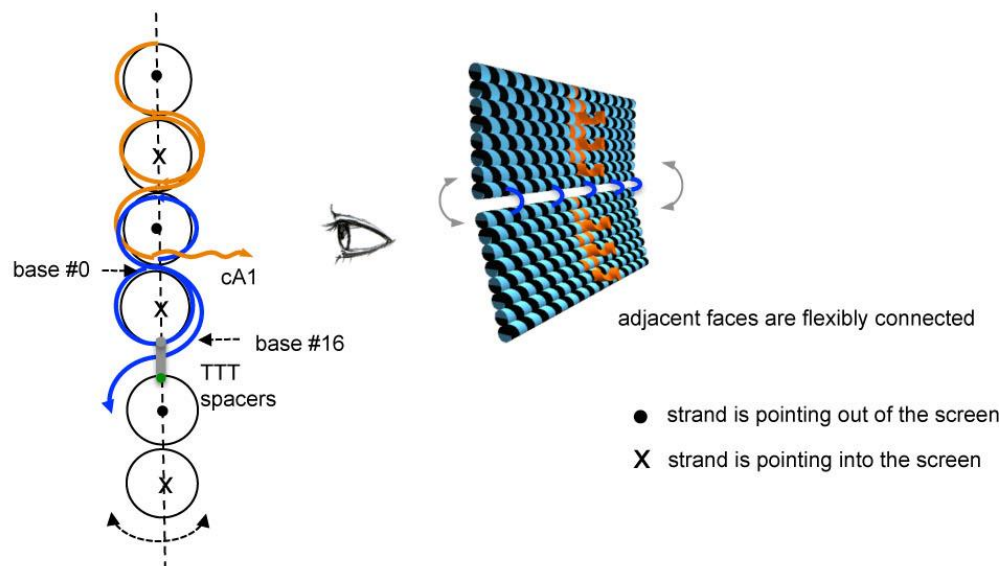 base #0
cA1
base #16
TTT
spacers
adjacent faces are flexibly connected
● strand is pointing out of the screen
X strand is pointing into the screen
x
x
x